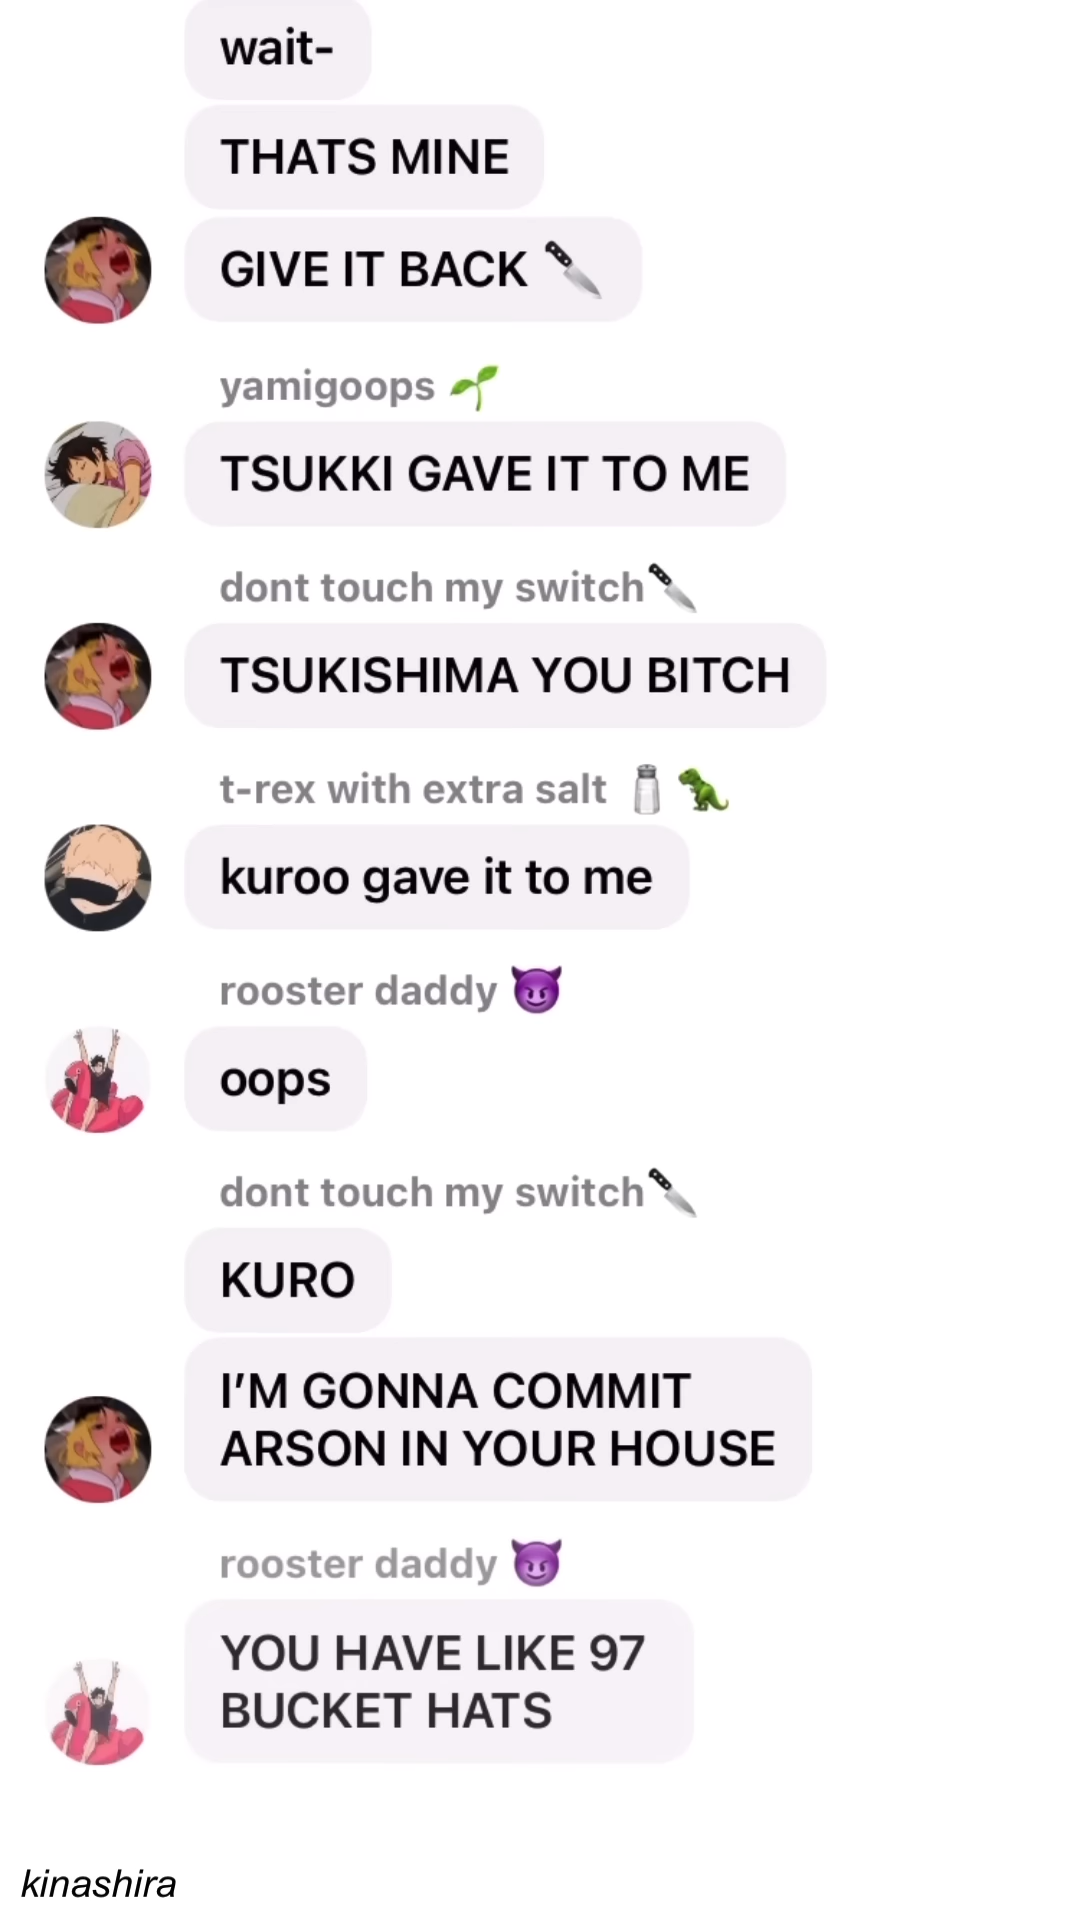 wait-
THATS MINE
GIVE IT BACK 🔪
yamigoops 🌱
TSUKKI GAVE IT TO ME
dont touch my switch🔪
TSUKISHIMA YOU BITCH
t-rex with extra salt 🧂🦖
kuroo gave it to me
rooster daddy 😈
oops
dont touch my switch🔪
KURO
I’M GONNA COMMIT
ARSON IN YOUR HOUSE
rooster daddy 😈
YOU HAVE LIKE 97
BUCKET HATS
kinashira